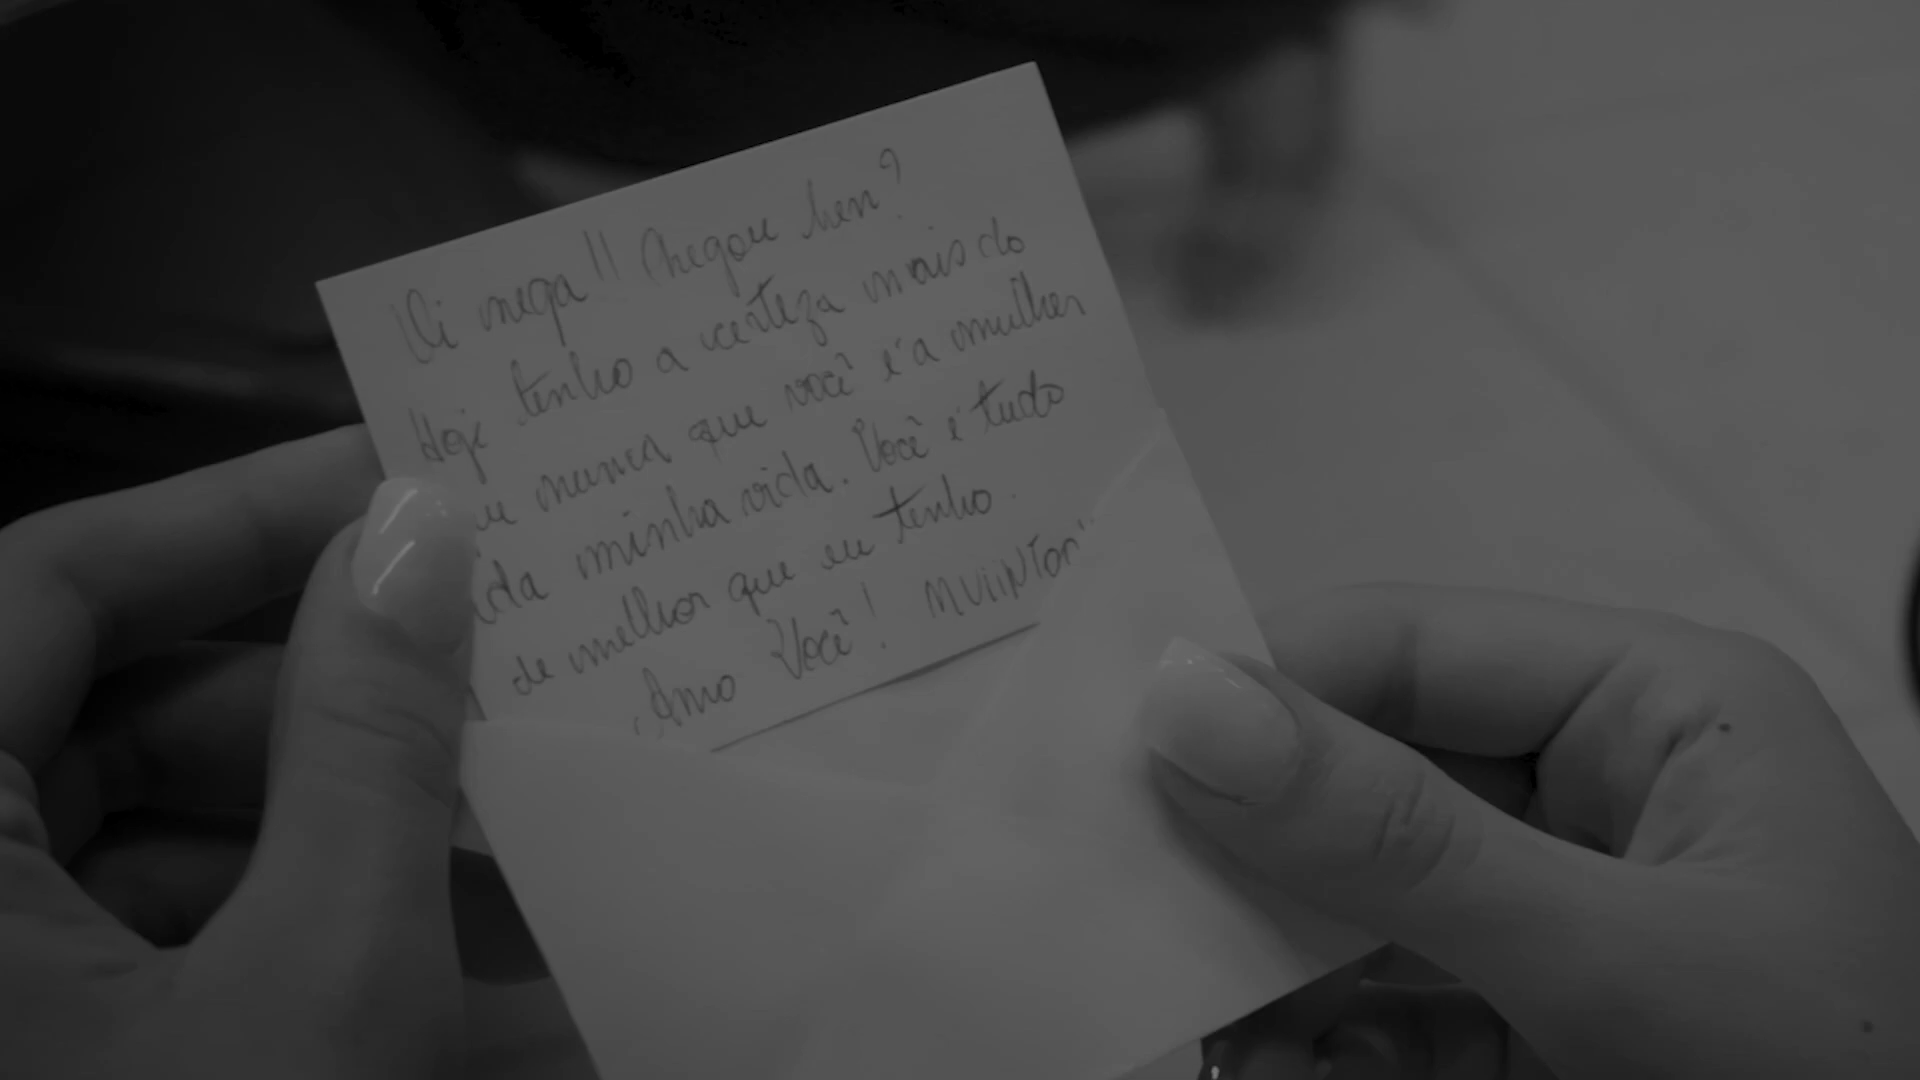 Oi nega!! Chegou bem?
Hoje tenho a certeza mais do
que nunca que você é a mulher
da minha vida. Você é tudo
de melhor que eu tenho.
Amo Você! MUiiNTOO"